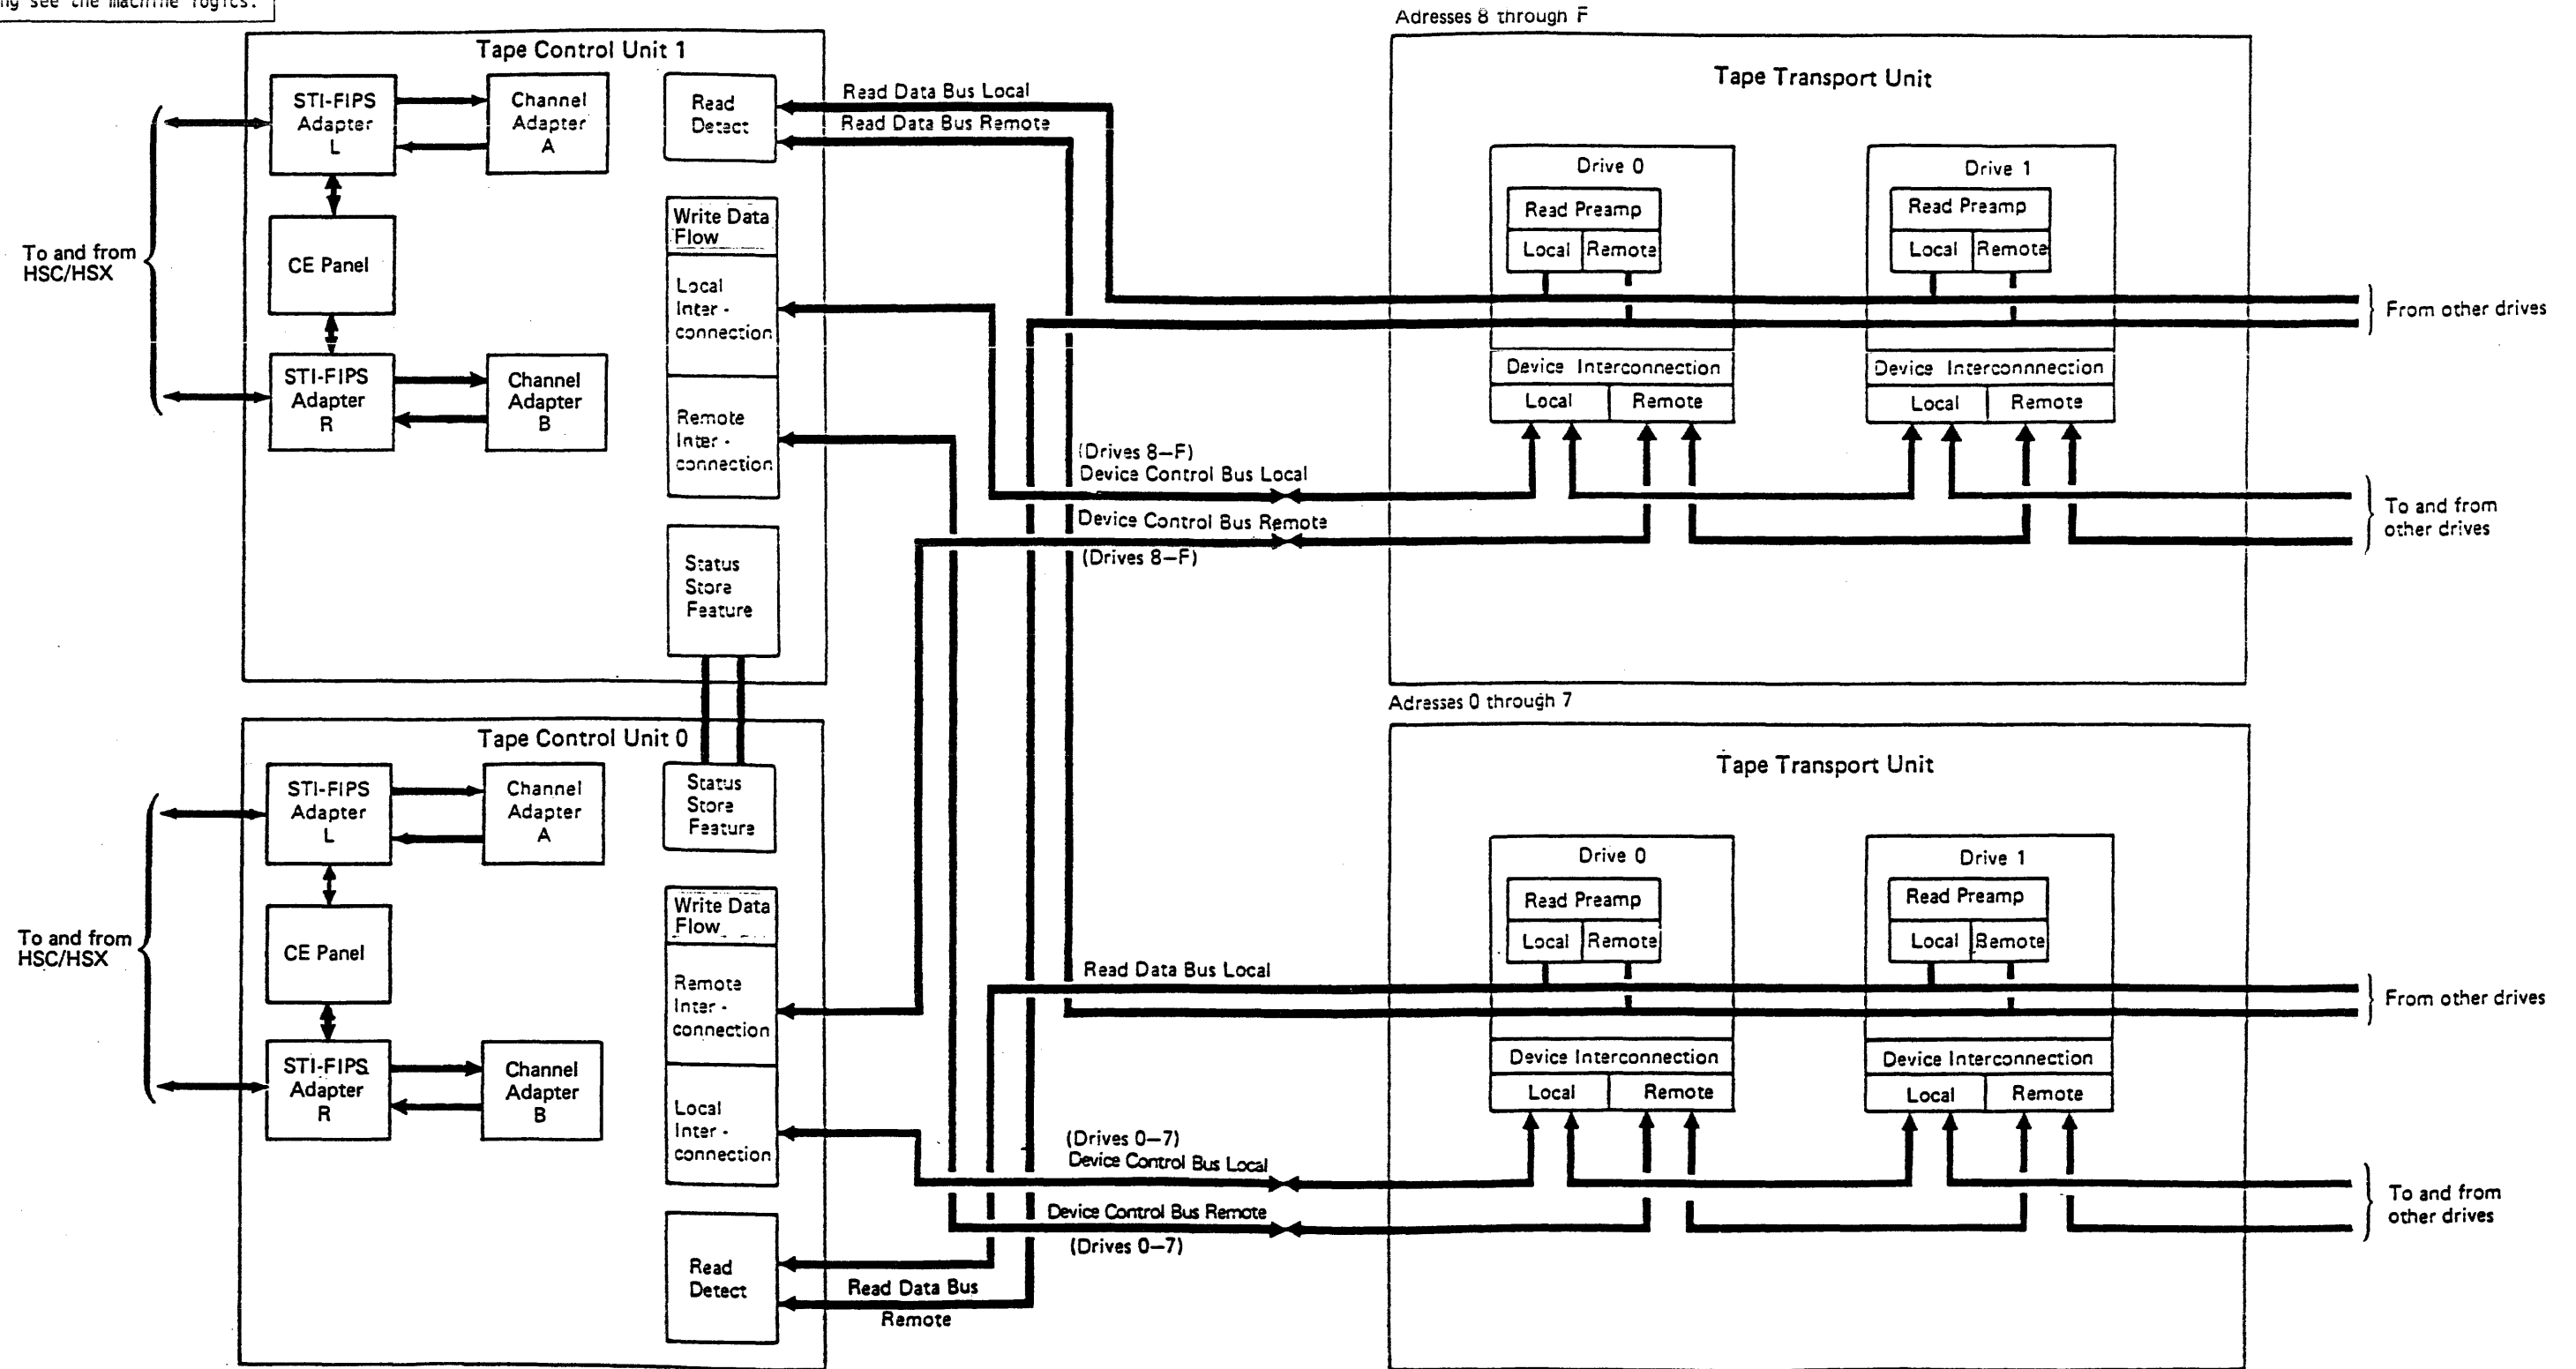 ng see the machine logics.
Adresses 8 through F
Tape Control Unit 1
STI-FIPS
Adapter
L
Channel
Adapter
A
Read
Detect
Read Data Bus Local
Read Data Bus Remote
Tape Transport Unit
To and from
HSC/HSX
CE Panel
Write Data
Flow
Local
Inter -
connection
Remote
Inter -
connection
STI-FIPS
Adapter
R
Channel
Adapter
B
Status
Store
Feature
Drive 0
Read Preamp
Local
Remote
Device Interconnection
Local
Remote
Drive 1
Read Preamp
Local
Remote
Device Interconnnection
Local
Remote
From other drives
(Drives 8–F)
Device Control Bus Local
Device Control Bus Remote
(Drives 8–F)
To and from
other drives
Adresses 0 through 7
Tape Control Unit 0
STI-FIPS
Adapter
L
Channel
Adapter
A
Status
Store
Feature
Tape Transport Unit
To and from
HSC/HSX
CE Panel
Write Data
Flow
Remote
Inter -
connection
Local
Inter -
connection
STI-FIPS
Adapter
R
Channel
Adapter
B
Read
Detect
Drive 0
Read Preamp
Local
Remote
Device Interconnection
Local
Remote
Drive 1
Read Preamp
Local
Remote
Device Interconnection
Local
Remote
Read Data Bus Local
From other drives
(Drives 0–7)
Device Control Bus Local
Device Control Bus Remote
(Drives 0–7)
To and from
other drives
Read Data Bus
Remote